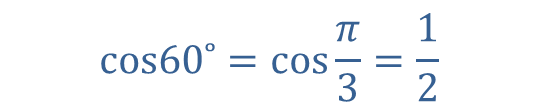 cos60° = cos π/3 = 1/2